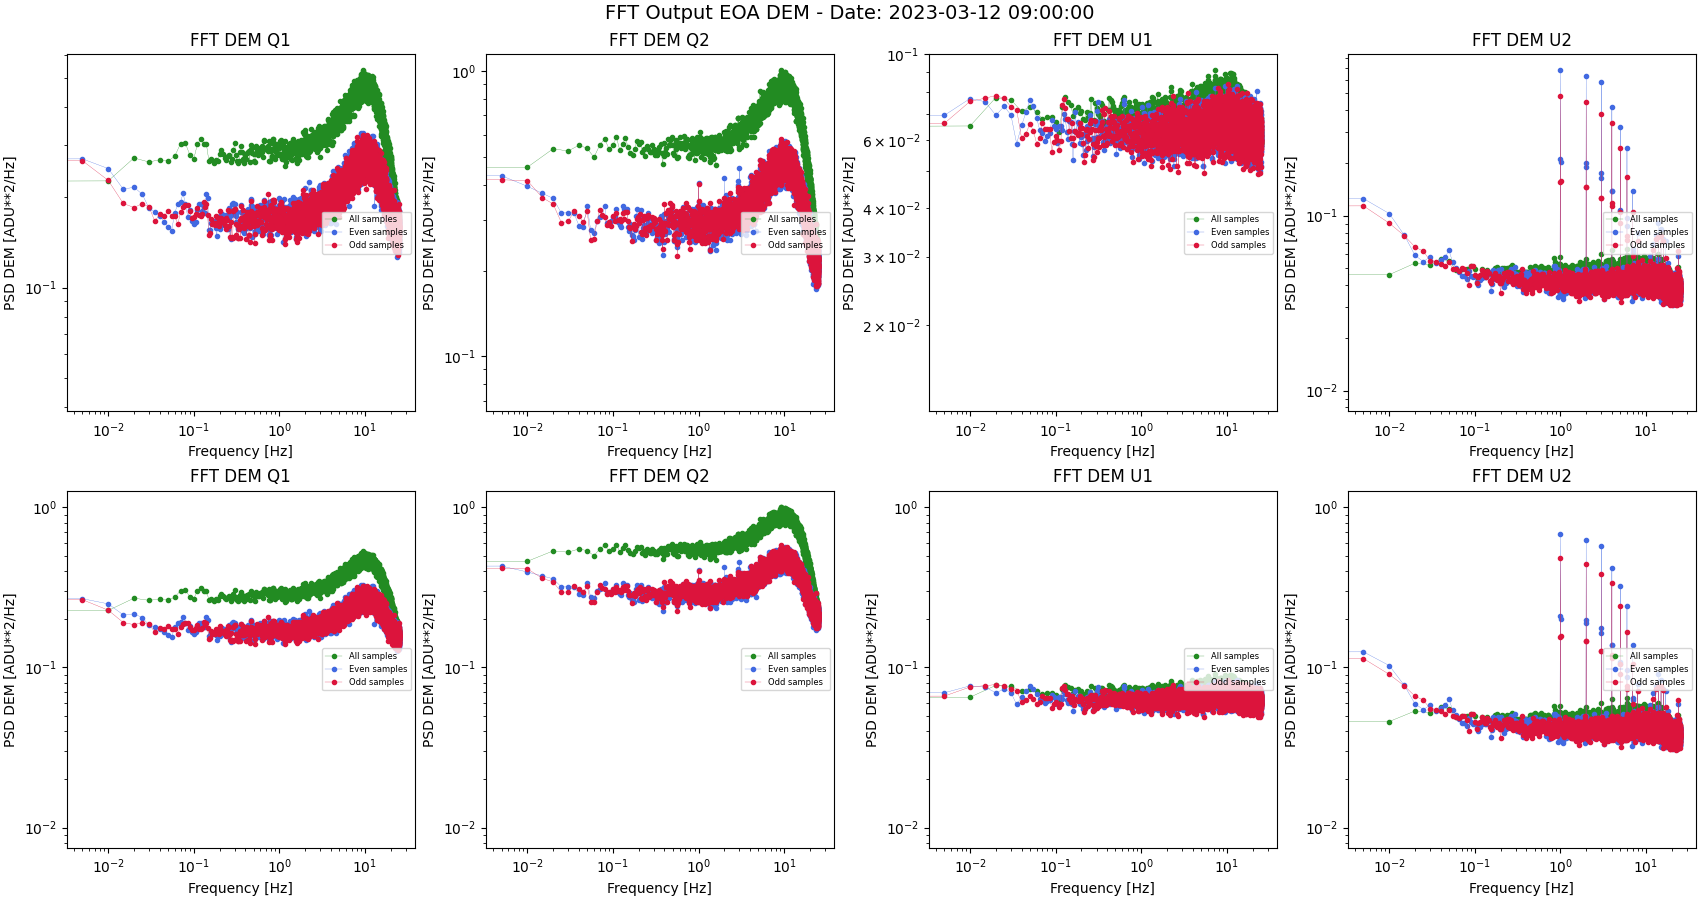 FFT Output EOA DEM - Date: 2023-03-12 09:00:00
FFT DEM Q1
PSD DEM [ADU**2/Hz]
10⁻¹
10⁻² 10⁻¹ 10⁰ 10¹
Frequency [Hz]
All samples
Even samples
Odd samples
FFT DEM Q2
PSD DEM [ADU**2/Hz]
10⁰
10⁻¹
10⁻² 10⁻¹ 10⁰ 10¹
Frequency [Hz]
All samples
Even samples
Odd samples
FFT DEM U1
PSD DEM [ADU**2/Hz]
10⁻¹
6 × 10⁻²
4 × 10⁻²
3 × 10⁻²
2 × 10⁻²
10⁻² 10⁻¹ 10⁰ 10¹
Frequency [Hz]
All samples
Even samples
Odd samples
FFT DEM U2
PSD DEM [ADU**2/Hz]
10⁻¹
10⁻²
10⁻² 10⁻¹ 10⁰ 10¹
Frequency [Hz]
All samples
Even samples
Odd samples
FFT DEM Q1
PSD DEM [ADU**2/Hz]
10⁰
10⁻¹
10⁻²
10⁻² 10⁻¹ 10⁰ 10¹
Frequency [Hz]
All samples
Even samples
Odd samples
FFT DEM Q2
PSD DEM [ADU**2/Hz]
10⁰
10⁻¹
10⁻²
10⁻² 10⁻¹ 10⁰ 10¹
Frequency [Hz]
All samples
Even samples
Odd samples
FFT DEM U1
PSD DEM [ADU**2/Hz]
10⁰
10⁻¹
10⁻²
10⁻² 10⁻¹ 10⁰ 10¹
Frequency [Hz]
All samples
Even samples
Odd samples
FFT DEM U2
PSD DEM [ADU**2/Hz]
10⁰
10⁻¹
10⁻²
10⁻² 10⁻¹ 10⁰ 10¹
Frequency [Hz]
All samples
Even samples
Odd samples